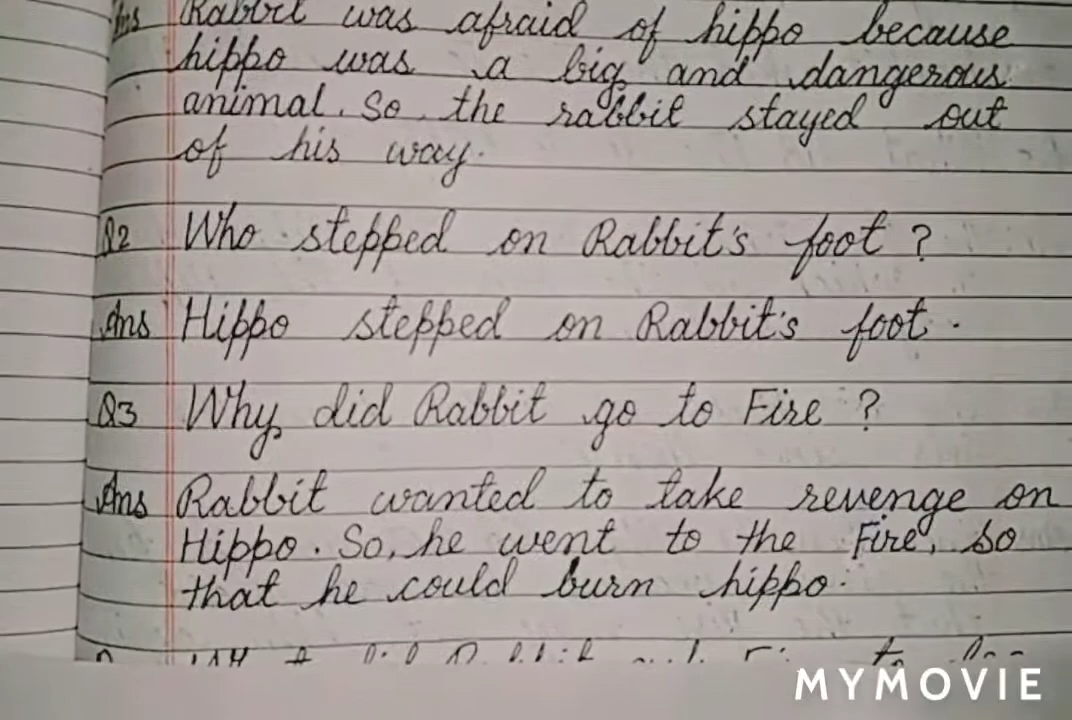 Ans Rabbit was afraid of hippo because
hippo was a big and dangerous
animal. So the rabbit stayed out
of his way.
Q2 Who stepped on Rabbit's foot ?
Ans Hippo stepped on Rabbit's foot.
Q3 Why did Rabbit go to Fire ?
Ans Rabbit wanted to take revenge on
Hippo. So, he went to the Fire, so
that he could burn hippo.
MYMOVIE